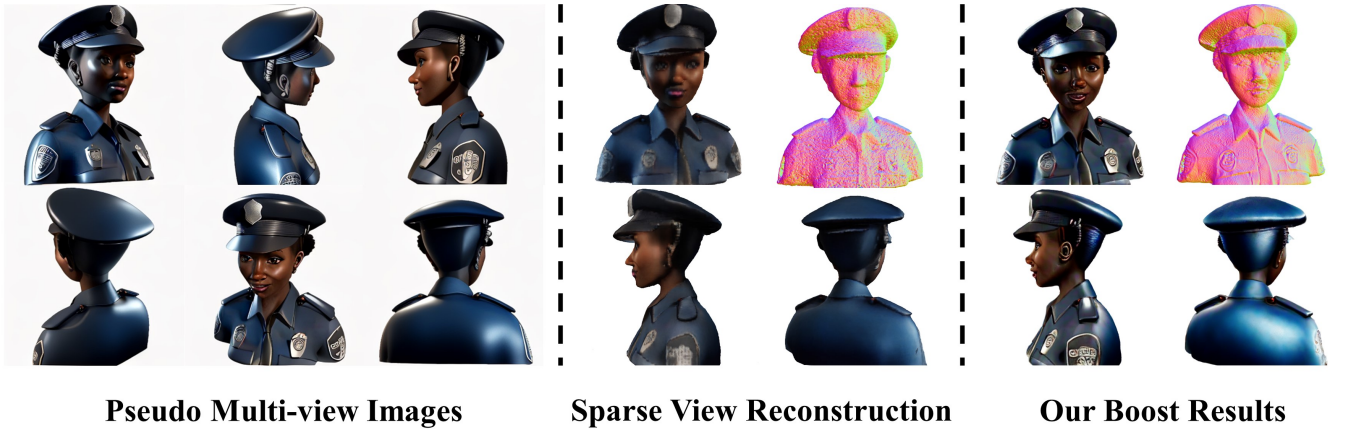 Pseudo Multi-view Images
Sparse View Reconstruction
Our Boost Results